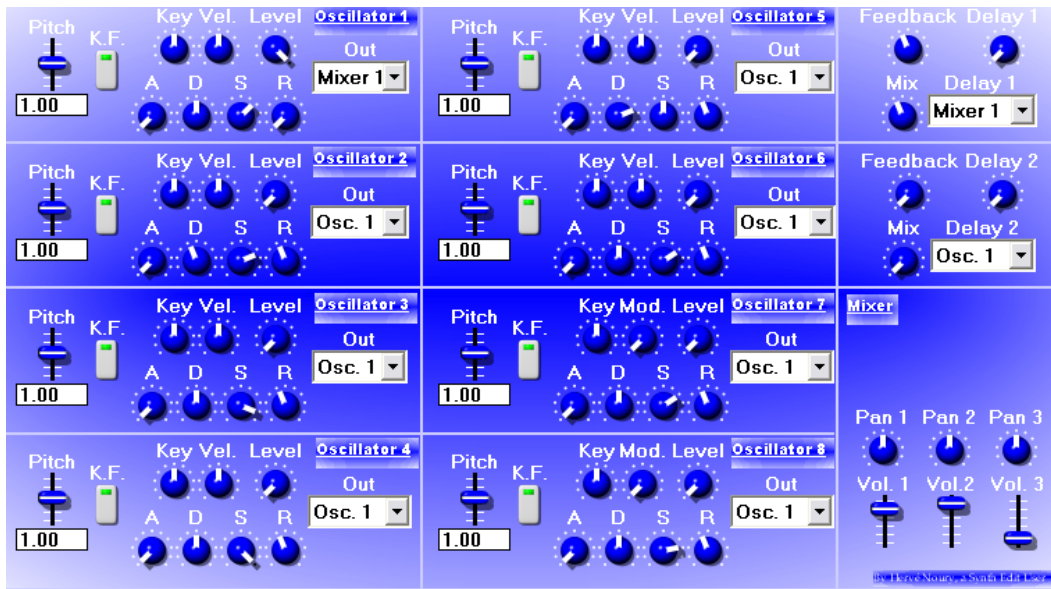 Pitch K.F. Key Vel. Level Oscillator 1
Out
Mixer 1
A D S R
1.00
Pitch K.F. Key Vel. Level Oscillator 5
Out
Osc. 1
A D S R
1.00
Feedback Delay 1
Mix Delay 1
Mixer 1
Pitch K.F. Key Vel. Level Oscillator 2
Out
Osc. 1
A D S R
1.00
Pitch K.F. Key Vel. Level Oscillator 6
Out
Osc. 1
A D S R
1.00
Feedback Delay 2
Mix Delay 2
Osc. 1
Pitch K.F. Key Vel. Level Oscillator 3
Out
Osc. 1
A D S R
1.00
Pitch K.F. Key Mod. Level Oscillator 7
Out
Osc. 1
A D S R
1.00
Mixer
Pan 1 Pan 2 Pan 3
Vol. 1 Vol.2 Vol. 3
Pitch K.F. Key Vel. Level Oscillator 4
Out
Osc. 1
A D S R
1.00
Pitch K.F. Key Mod. Level Oscillator 8
Out
Osc. 1
A D S R
1.00
By Hervé Noury, a Synth Edit User